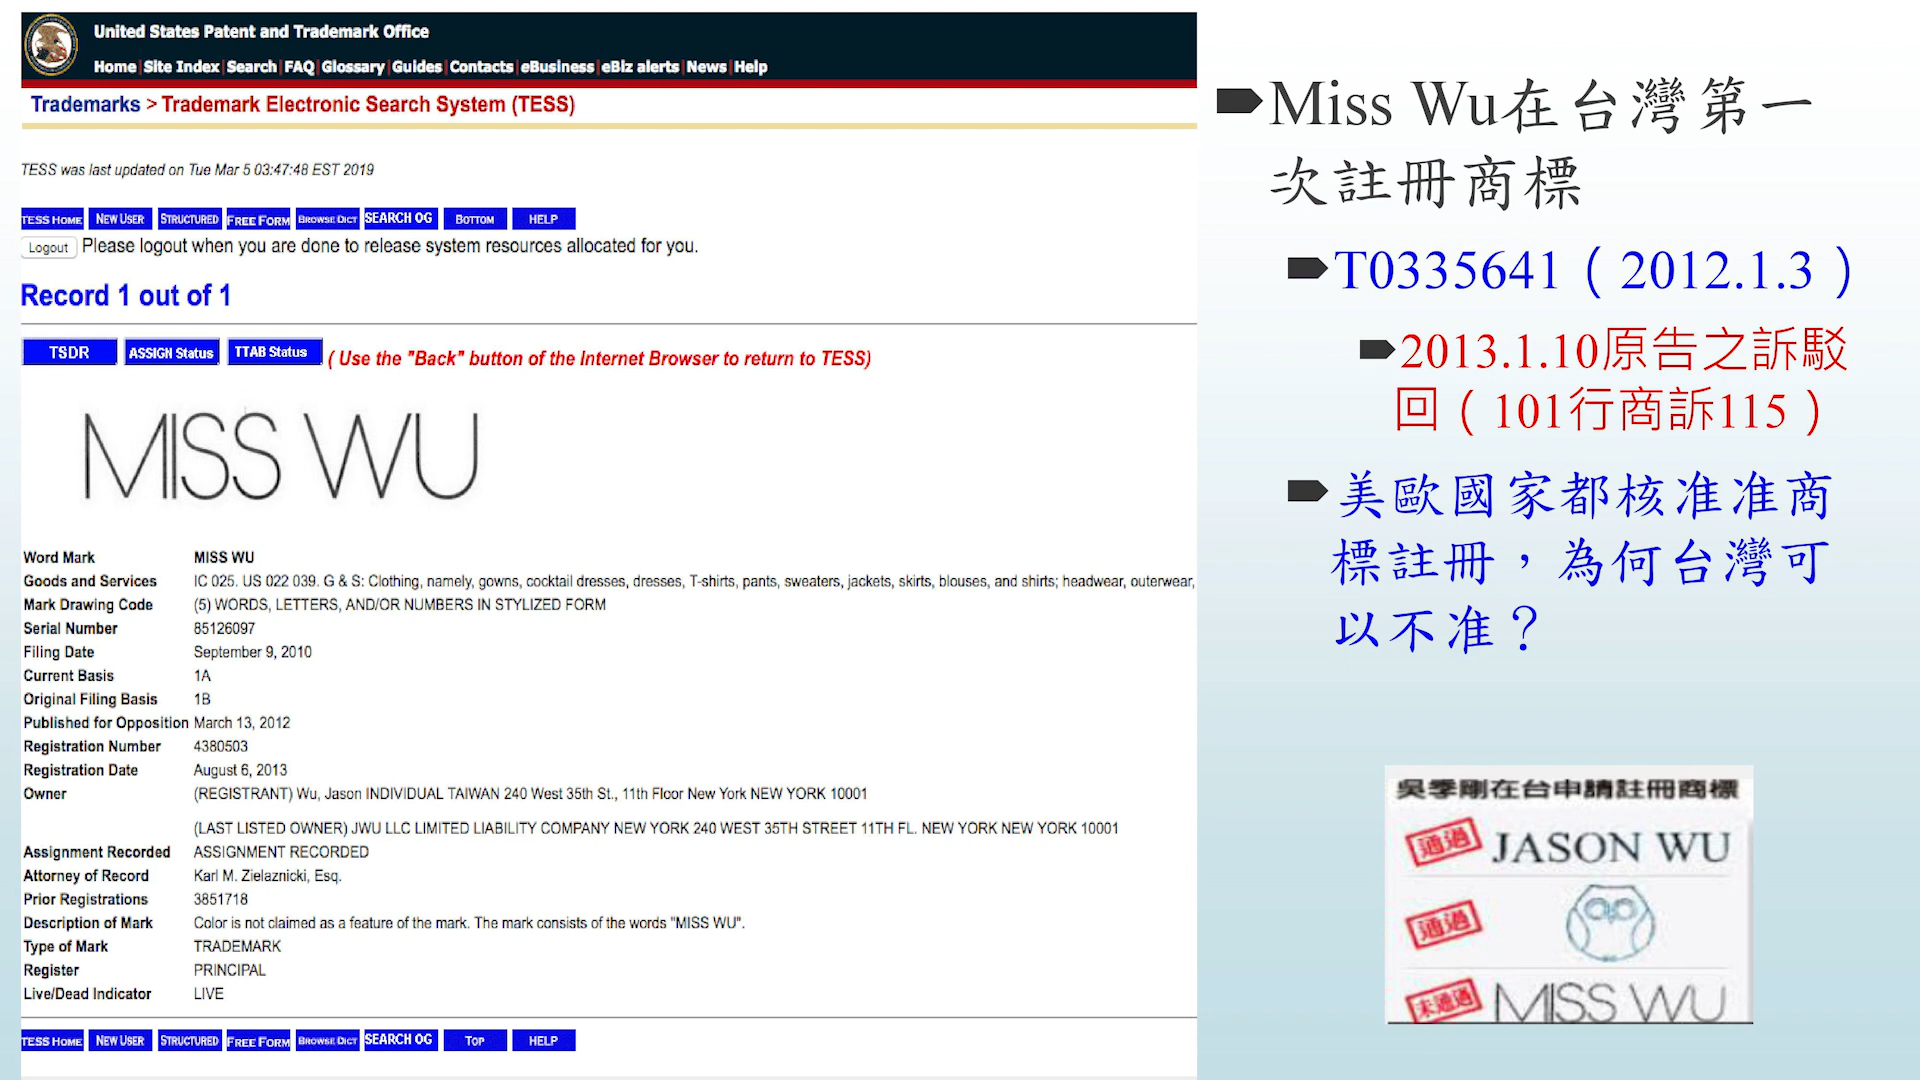 United States Patent and Trademark Office
Home | Site Index | Search | FAQ | Glossary | Guides | Contacts | eBusiness | eBiz alerts | News | Help
Trademarks > Trademark Electronic Search System (TESS)
TESS was last updated on Tue Mar 5 03:47:48 EST 2019
TESS HOME NEW USER STRUCTURED FREE FORM BROWSE DICT SEARCH OG BOTTOM HELP
Logout Please logout when you are done to release system resources allocated for you.
Record 1 out of 1
TSDR ASSIGN Status TTAB Status ( Use the "Back" button of the Internet Browser to return to TESS)
MISS WU
Word Mark MISS WU
Goods and Services IC 025. US 022 039. G & S: Clothing, namely, gowns, cocktail dresses, dresses, T-shirts, pants, sweaters, jackets, skirts, blouses, and shirts; headwear, outerwear,
Mark Drawing Code (5) WORDS, LETTERS, AND/OR NUMBERS IN STYLIZED FORM
Serial Number 85126097
Filing Date September 9, 2010
Current Basis 1A
Original Filing Basis 1B
Published for Opposition March 13, 2012
Registration Number 4380503
Registration Date August 6, 2013
Owner (REGISTRANT) Wu, Jason INDIVIDUAL TAIWAN 240 West 35th St., 11th Floor New York NEW YORK 10001
(LAST LISTED OWNER) JWU LLC LIMITED LIABILITY COMPANY NEW YORK 240 WEST 35TH STREET 11TH FL. NEW YORK NEW YORK 10001
Assignment Recorded ASSIGNMENT RECORDED
Attorney of Record Karl M. Zielaznicki, Esq.
Prior Registrations 3851718
Description of Mark Color is not claimed as a feature of the mark. The mark consists of the words "MISS WU".
Type of Mark TRADEMARK
Register PRINCIPAL
Live/Dead Indicator LIVE
TESS HOME NEW USER STRUCTURED FREE FORM BROWSE DICT SEARCH OG TOP HELP
Miss Wu在台灣第一
次註冊商標
T0335641（2012.1.3）
2013.1.10原告之訴駁
回（101行商訴115）
美歐國家都核准准商
標註冊，為何台灣可
以不准？
吳季剛在台申請註冊商標
通過 JASON WU
通過
未通過 MISS WU